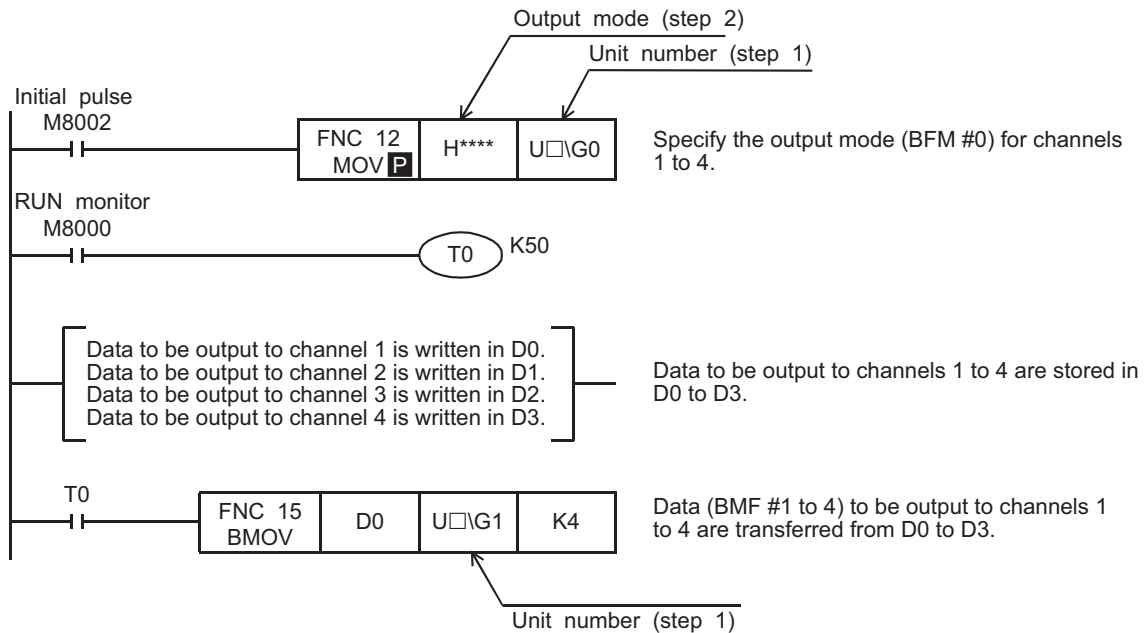 Output mode (step 2)
Unit number (step 1)
Initial pulse
M8002
FNC 12
MOV P
H****
U□\G0
Specify the output mode (BFM #0) for channels
1 to 4.
RUN monitor
M8000
T0
K50
Data to be output to channel 1 is written in D0.
Data to be output to channel 2 is written in D1.
Data to be output to channel 3 is written in D2.
Data to be output to channel 4 is written in D3.
Data to be output to channels 1 to 4 are stored in
D0 to D3.
T0
FNC 15
BMOV
D0
U□\G1
K4
Data (BMF #1 to 4) to be output to channels 1
to 4 are transferred from D0 to D3.
Unit number (step 1)